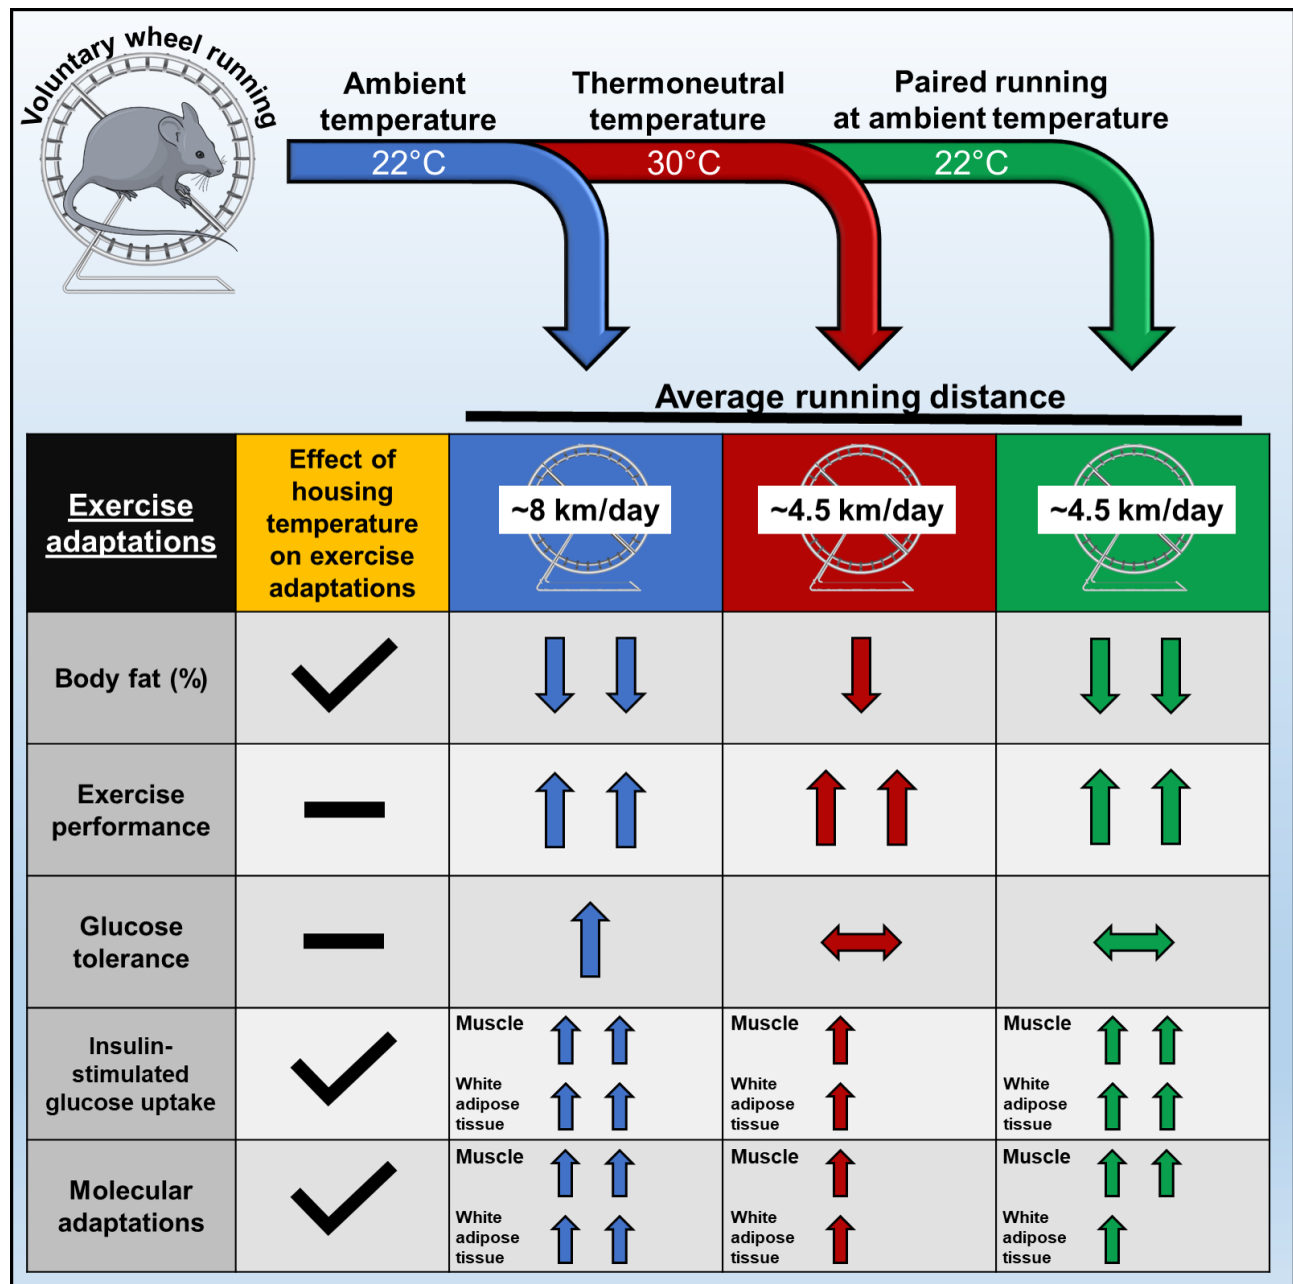 Voluntary wheel running
Ambient
temperature
22°C
Thermoneutral
temperature
30°C
Paired running
at ambient temperature
22°C
Average running distance
Exercise
adaptations
Effect of
housing
temperature
on exercise
adaptations
~8 km/day
~4.5 km/day
~4.5 km/day
Body fat (%)
Exercise
performance
Glucose
tolerance
Insulin-
stimulated
glucose uptake
Muscle
White
adipose
tissue
Muscle
White
adipose
tissue
Muscle
White
adipose
tissue
Molecular
adaptations
Muscle
White
adipose
tissue
Muscle
White
adipose
tissue
Muscle
White
adipose
tissue